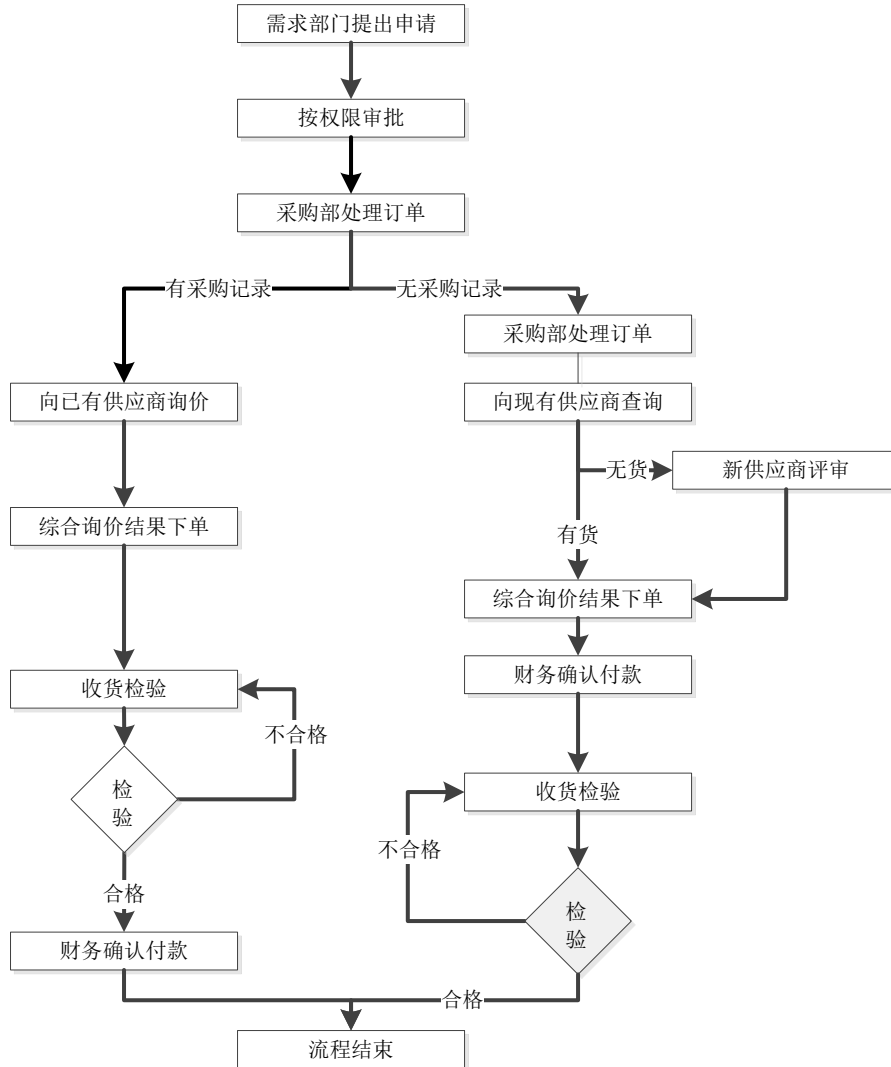 需求部门提出申请
按权限审批
采购部处理订单
有采购记录
无采购记录
采购部处理订单
向已有供应商询价
向现有供应商查询
无货
新供应商评审
综合询价结果下单
有货
综合询价结果下单
收货检验
财务确认付款
不合格
检
验
收货检验
不合格
合格
检
验
财务确认付款
合格
流程结束